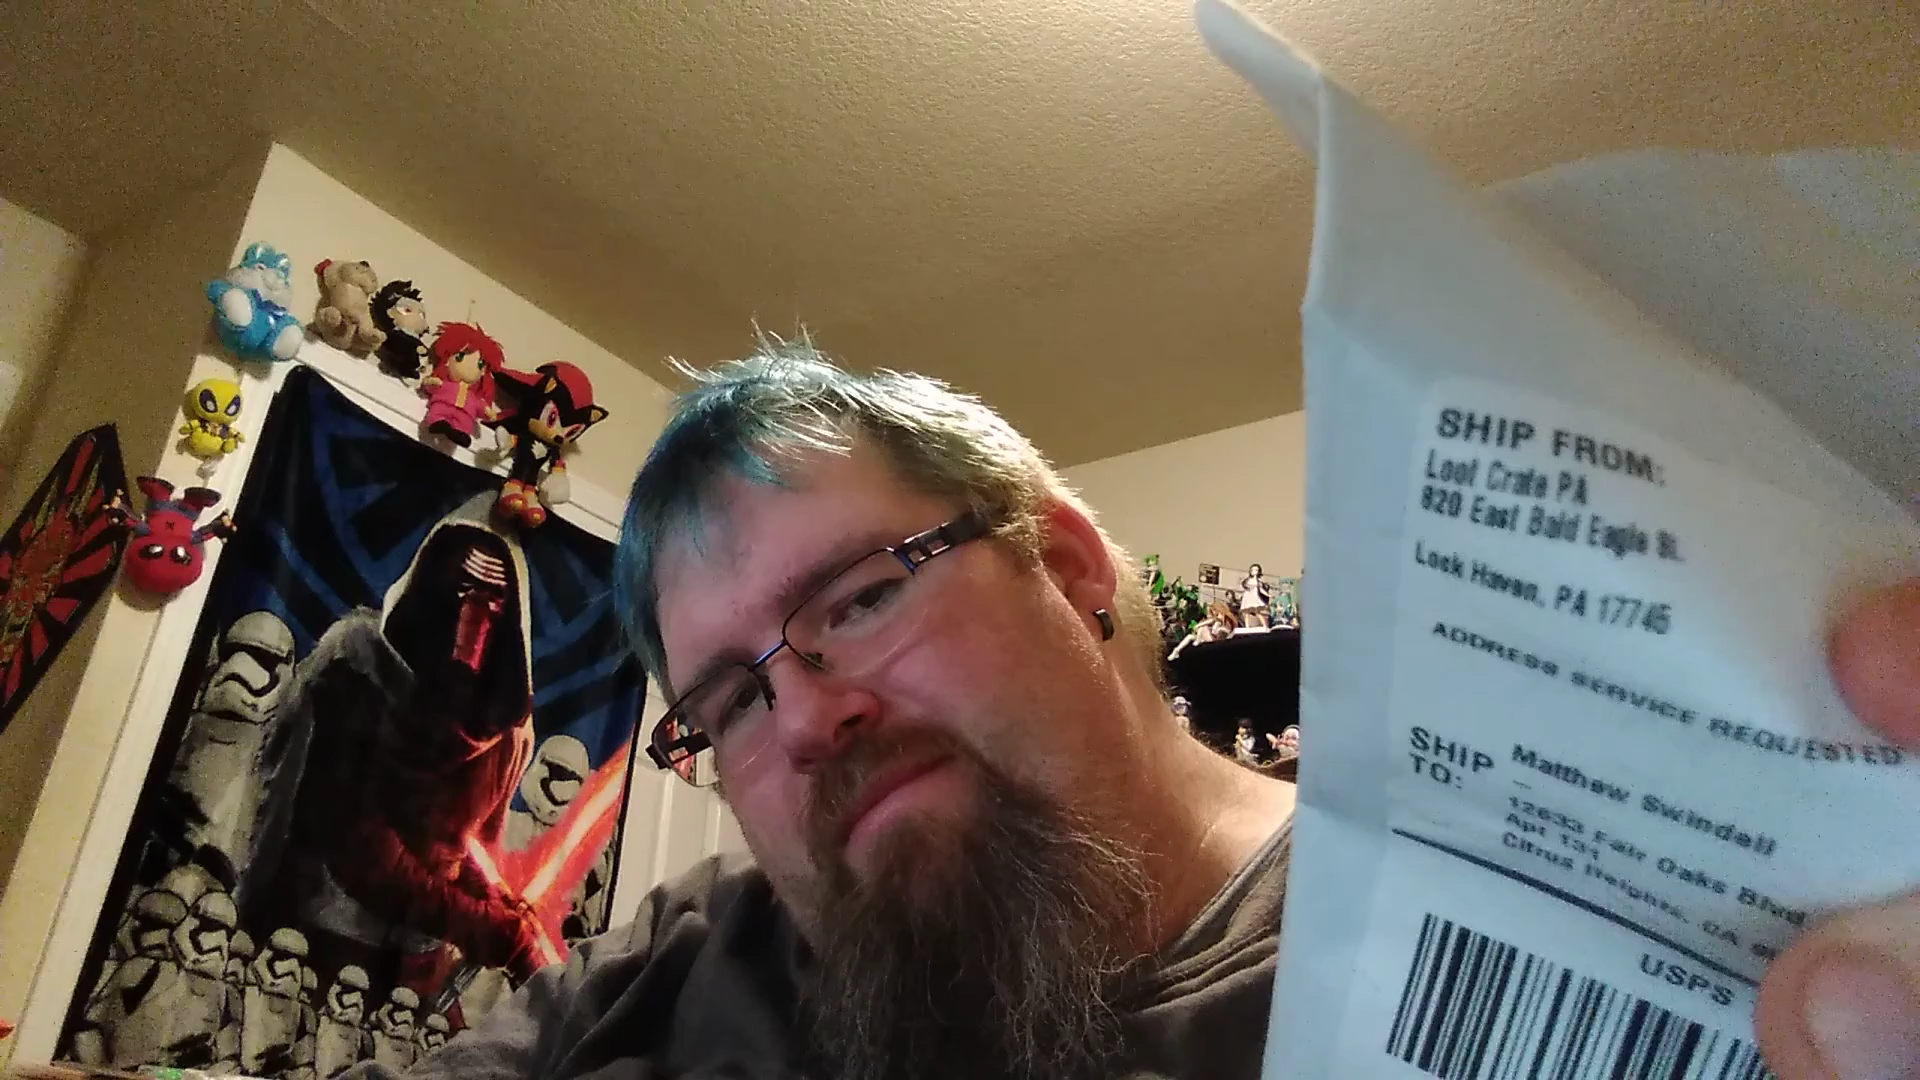 SHIP FROM:
Loot Crate PA
820 East Bald Eagle St.
Lock Haven, PA 17745
ADDRESS SERVICE REQUESTED
SHIP TO:
Matthew Swindell
12633 Fair Oaks Blvd
Apt 131
Citrus Heights, CA
USPS